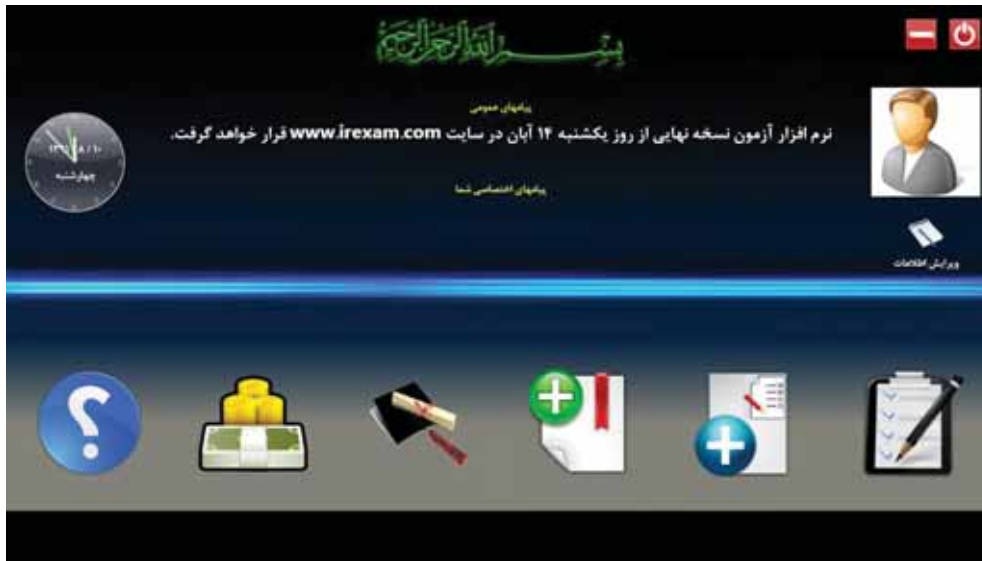 بسم الله الرحمن الرحیم
پیامهای عمومی
نرم افزار آزمون نسخه نهایی از روز یکشنبه ۱۴ آبان در سایت www.irexam.com قرار خواهد گرفت.
پیامهای اختصاصی شما
چهارشنبه
ویرایش اطلاعات